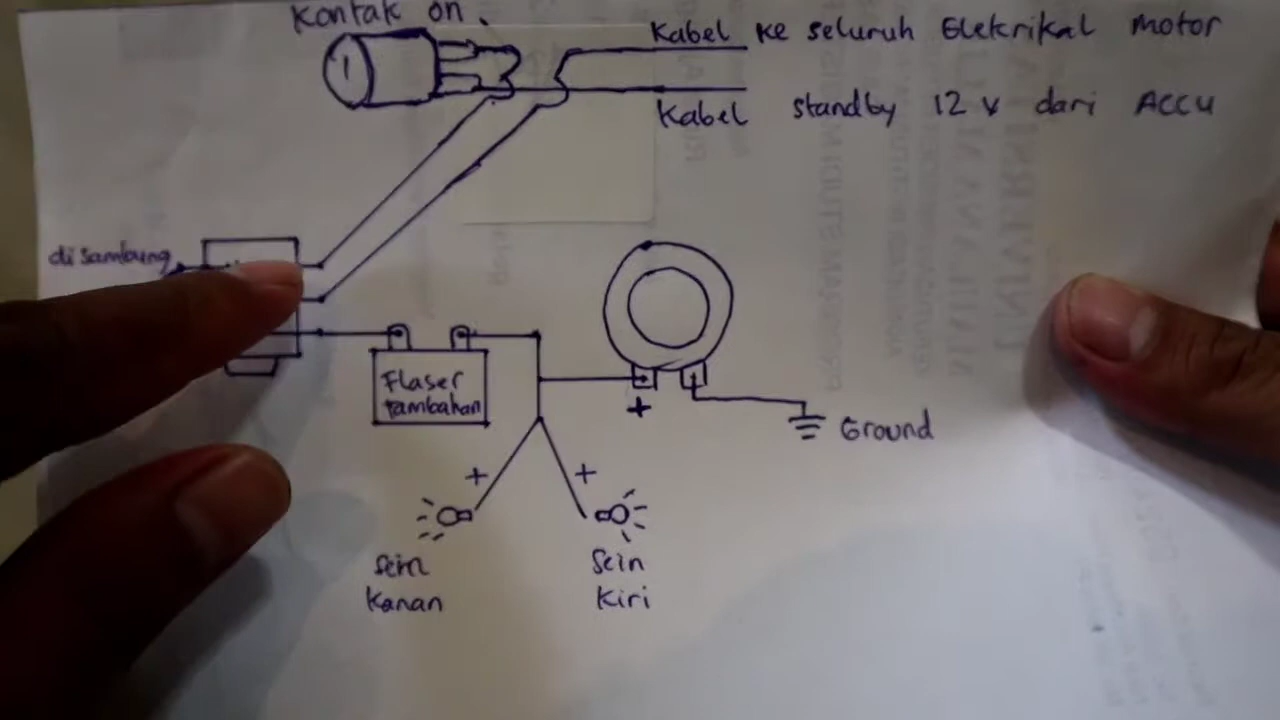 Kontak on.
Kabel ke seluruh Elekrikal Motor
Kabel standby 12 V dari ACCU
di sambung
Flaser
tambahan
+
Ground
+ +
Sein
Kanan
Sein
Kiri